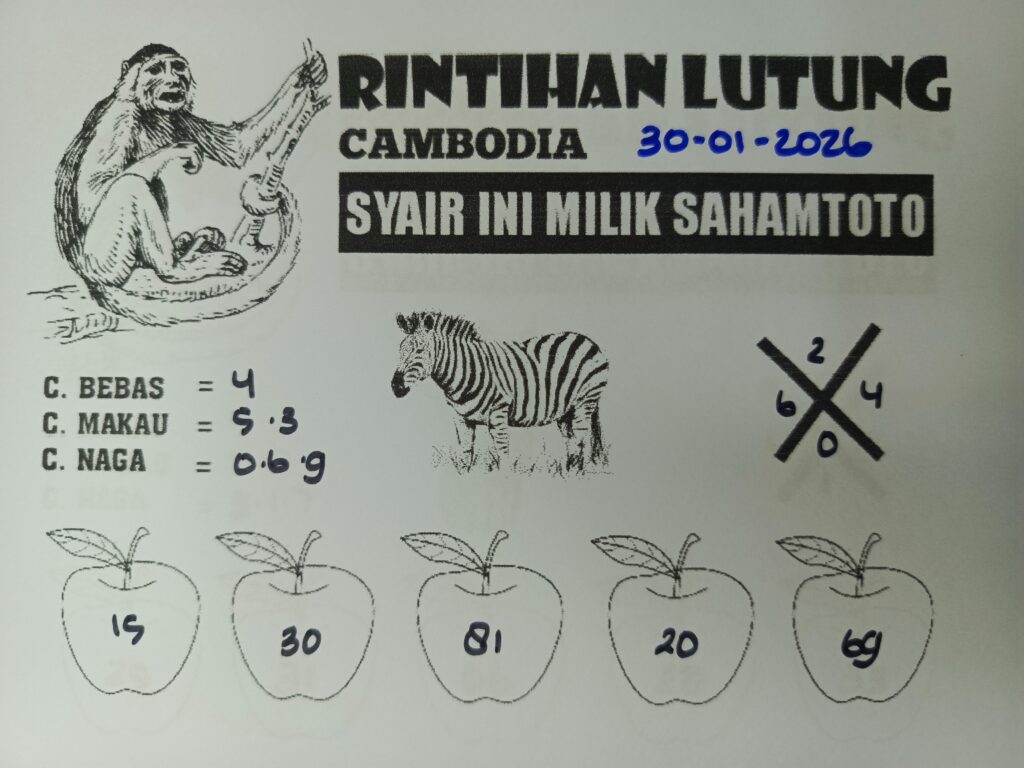 RINTIHAN LUTUNG
CAMBODIA 30-01-2026
SYAIR INI MILIK SAHAMTOTO
C. BEBAS = 4
C. MAKAU = 5.3
C. NAGA = 0.6.9
2
6 4
0
15 30 81 20 69